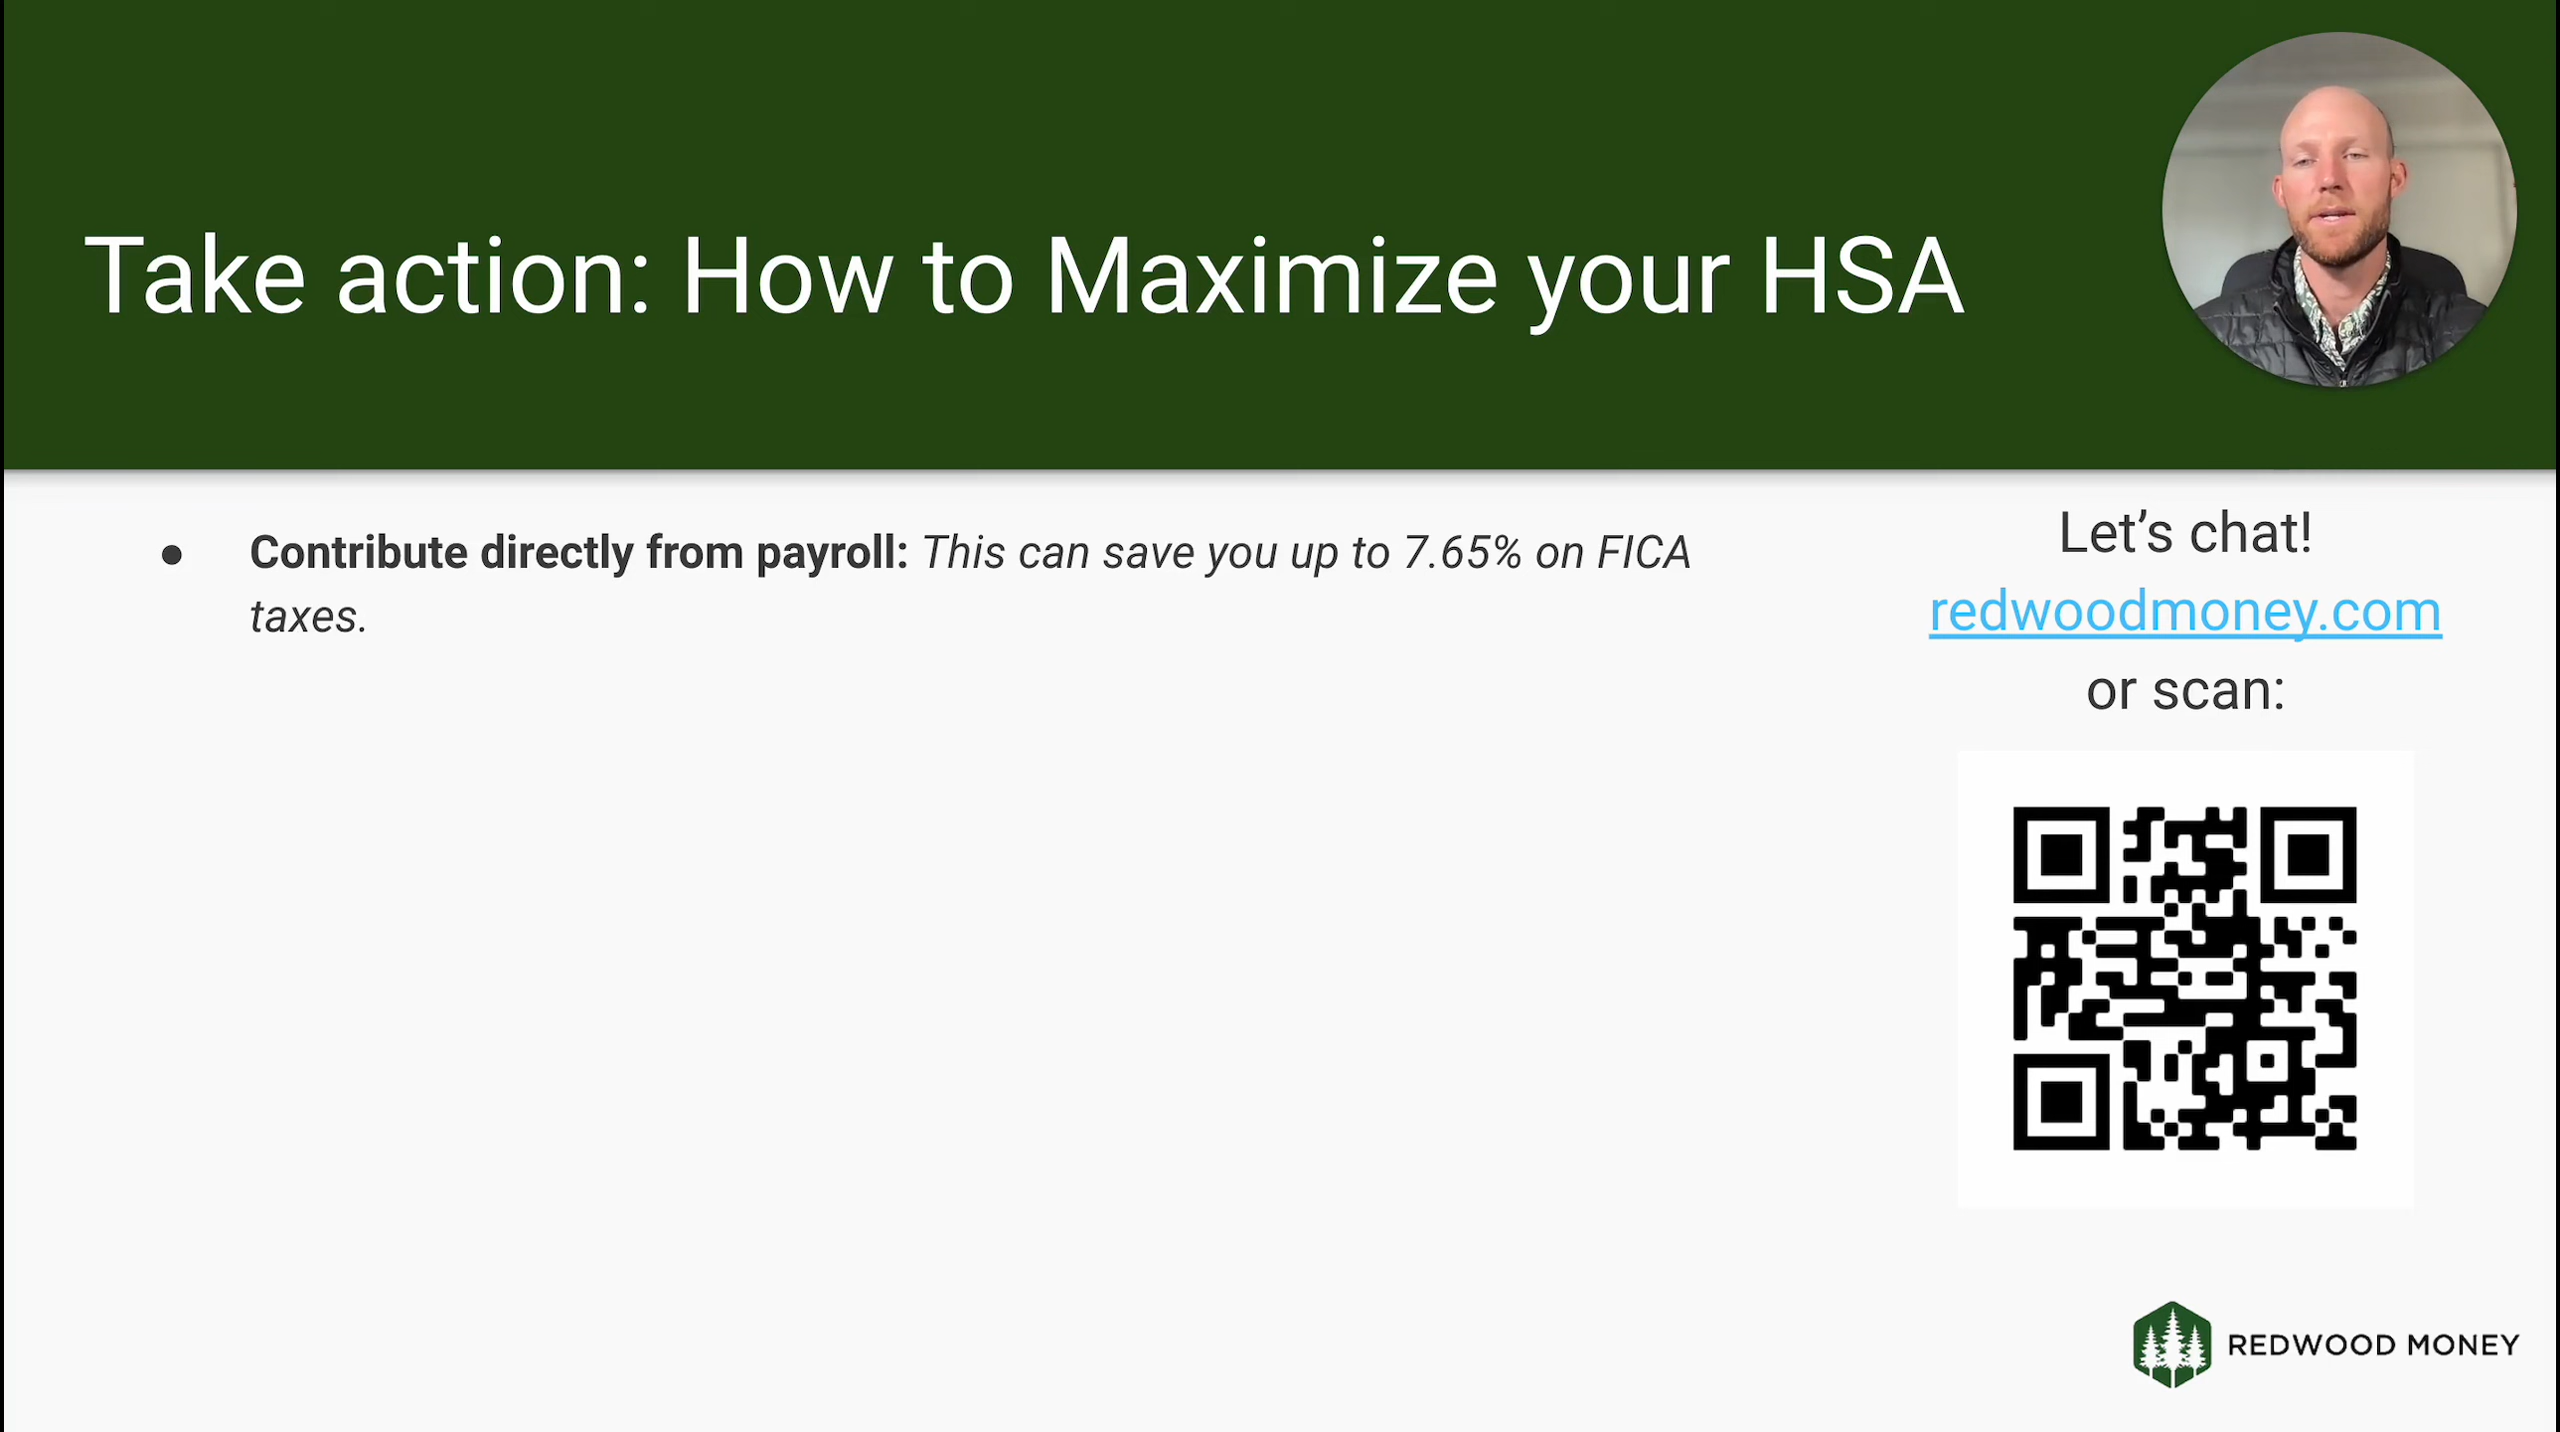 Take action: How to Maximize your HSA
● Contribute directly from payroll: This can save you up to 7.65% on FICA
taxes.
Let’s chat!
redwoodmoney.com
or scan:
REDWOOD MONEY